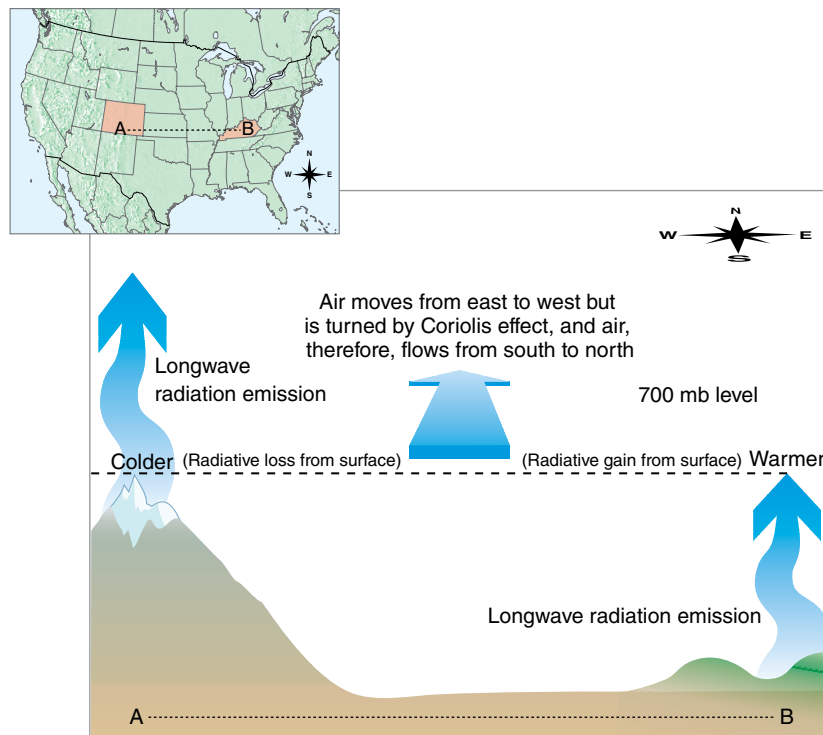 A
B
N
W
E
S
N
W
E
S
Air moves from east to west but
is turned by Coriolis effect, and air,
therefore, flows from south to north
Longwave
radiation emission
700 mb level
Colder (Radiative loss from surface) (Radiative gain from surface) Warmer
Longwave radiation emission
A
B